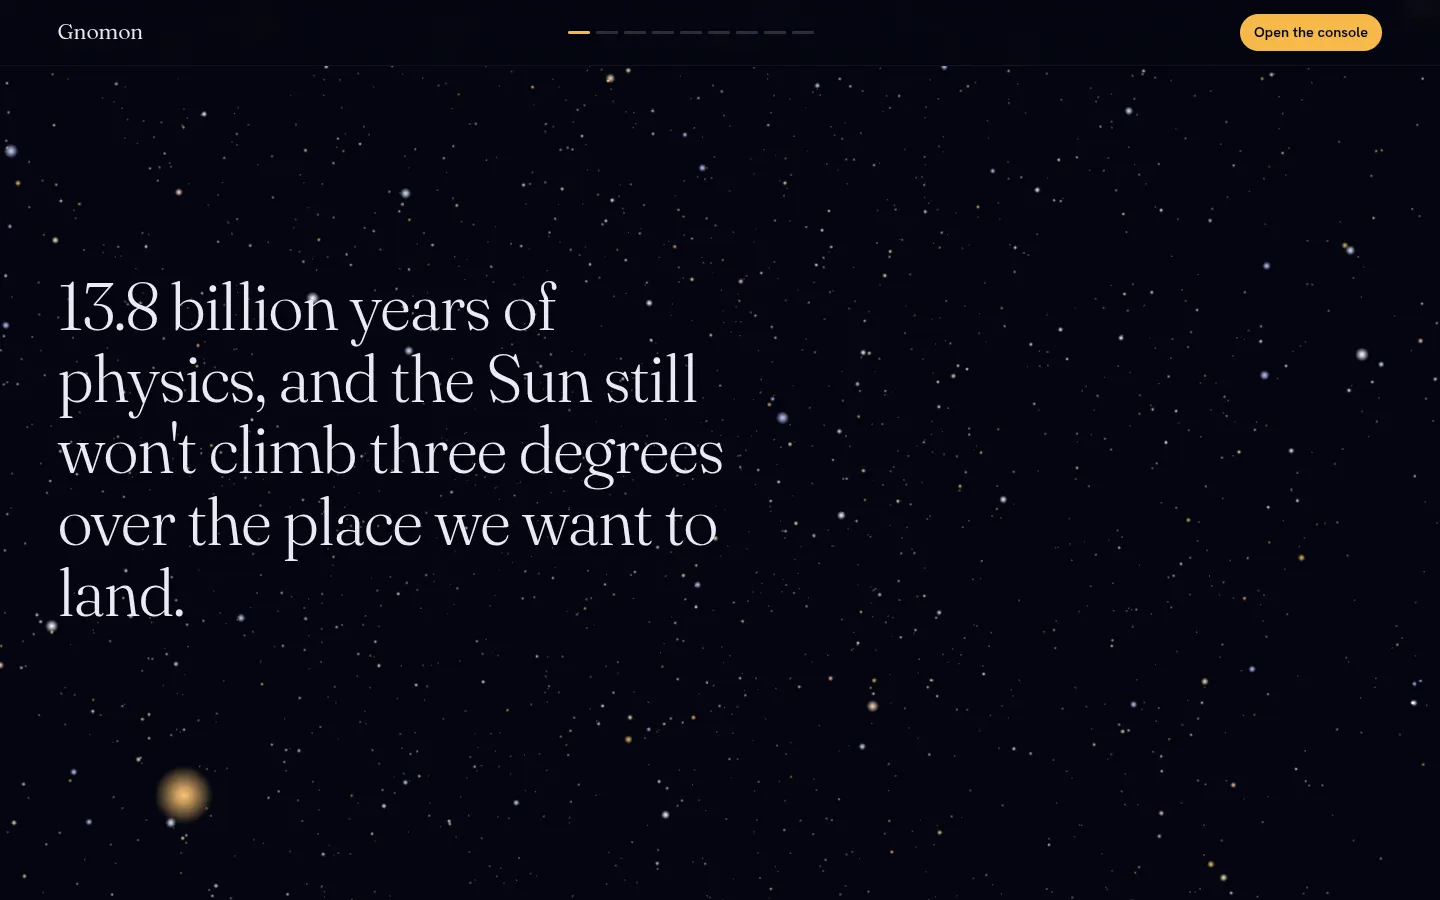 Gnomon
Open the console
13.8 billion years of
physics, and the Sun still
won't climb three degrees
over the place we want to
land.